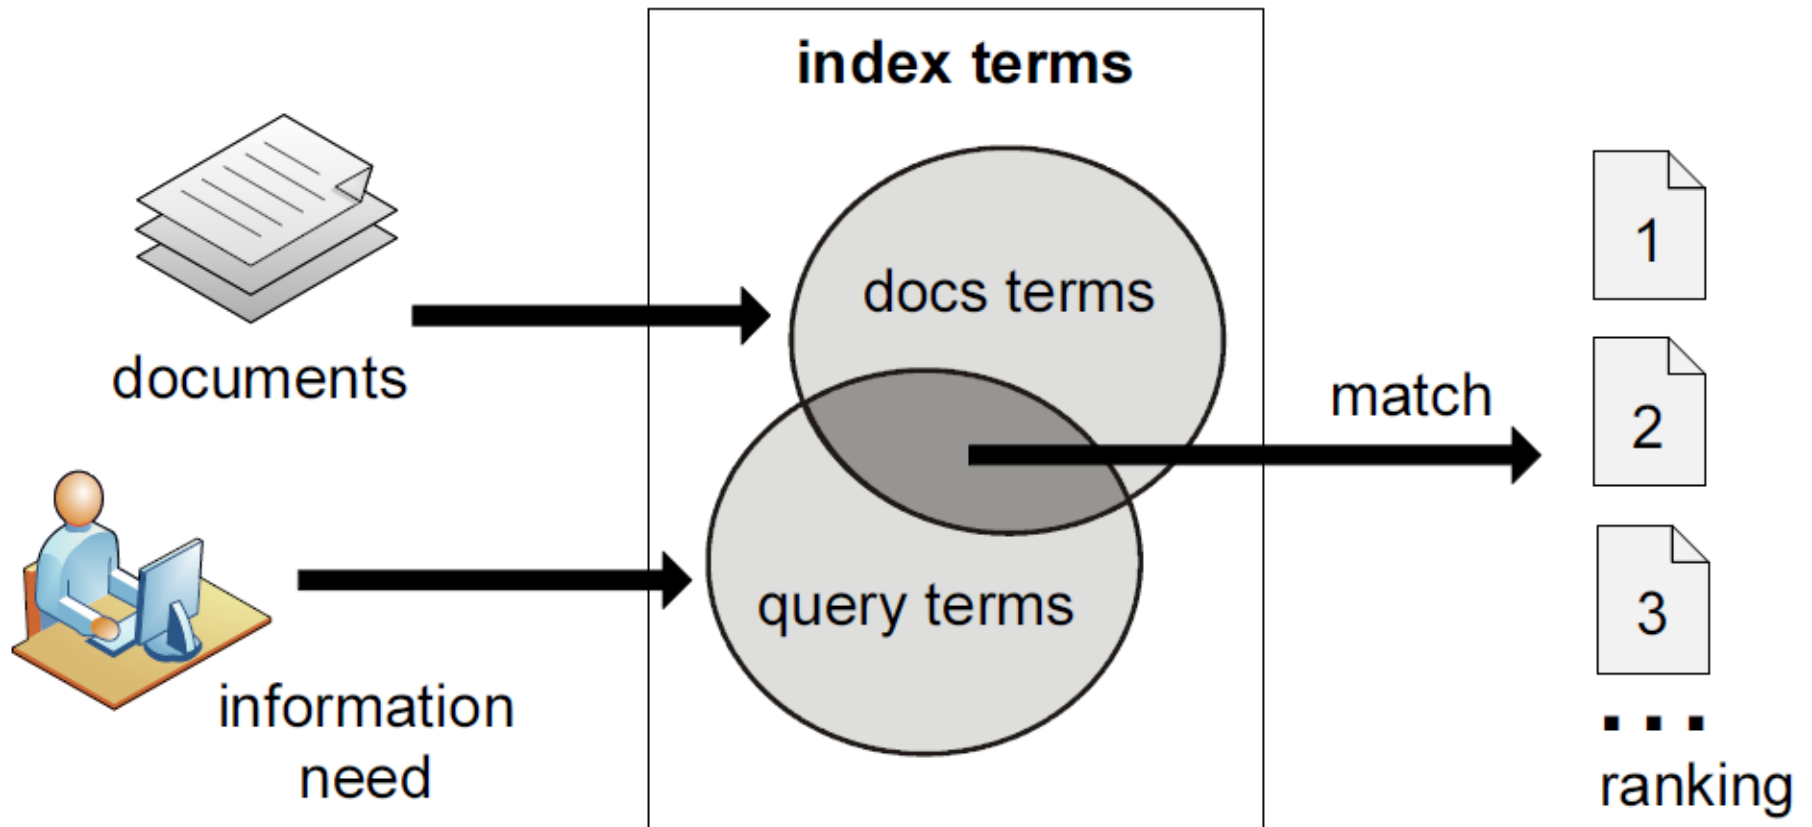 index terms
documents
docs terms
match
information
need
query terms
1
2
3
...
ranking